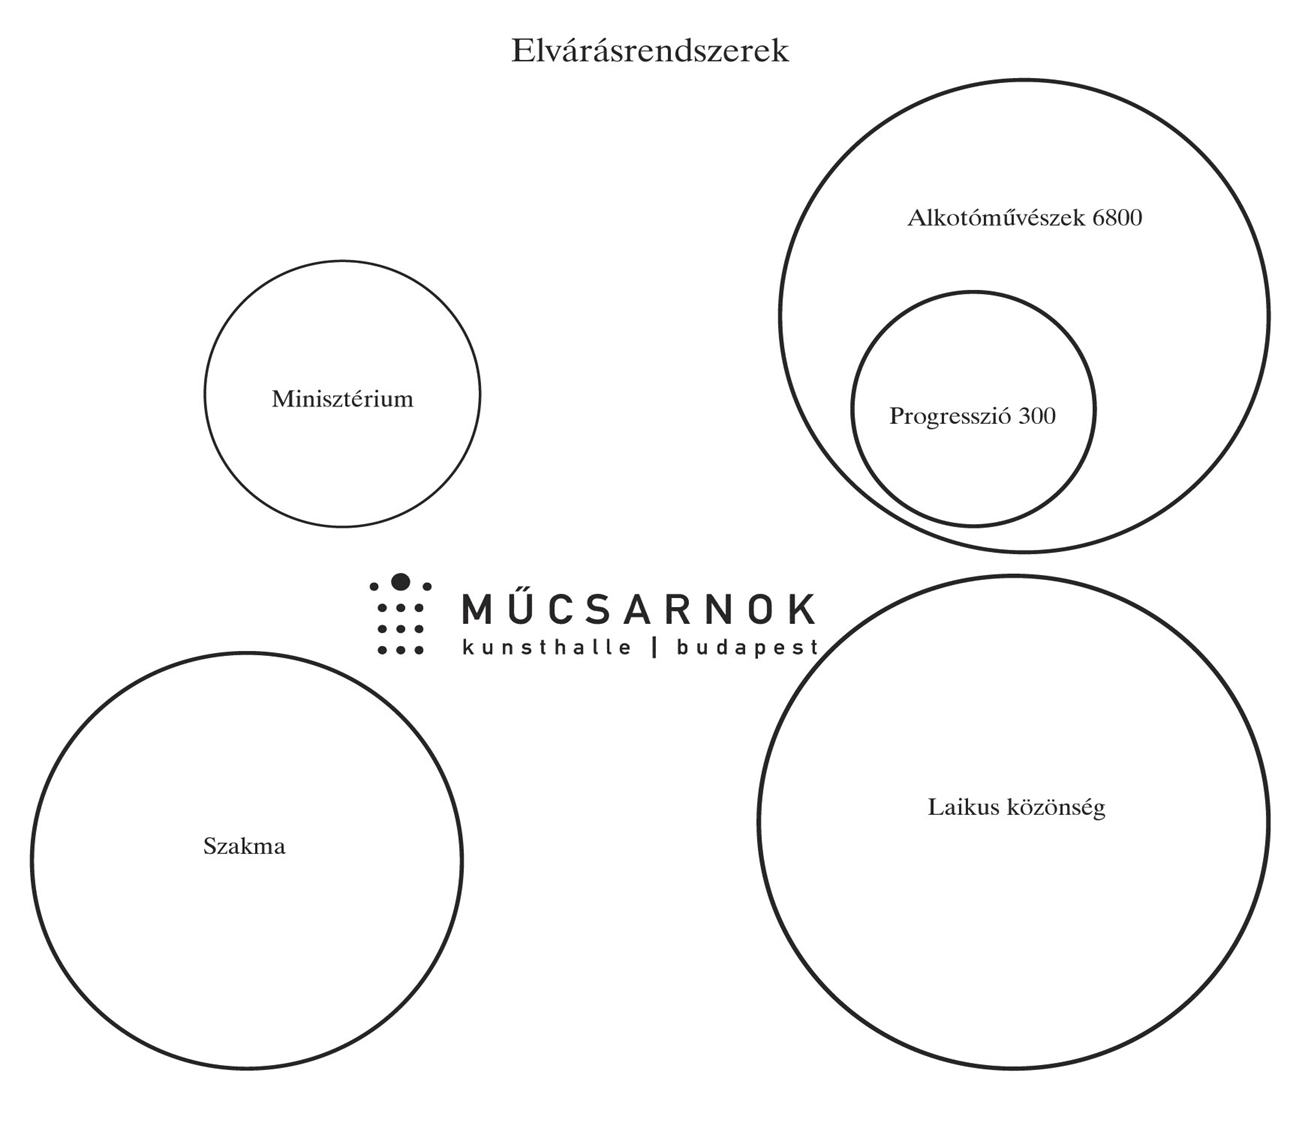 Elvárásrendszerek
Alkotóművészek 6800
Minisztérium
Progresszió 300
MŰCSARNOK
kunsthalle | budapest
Szakma
Laikus közönség